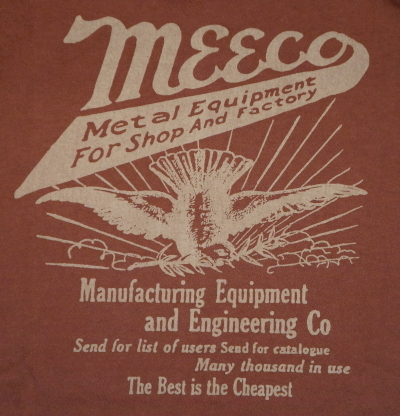 MEECO
Metal Equipment
For Shop And Factory
Manufacturing Equipment
and Engineering Co
Send for list of users Send for catalogue
Many thousand in use
The Best is the Cheapest